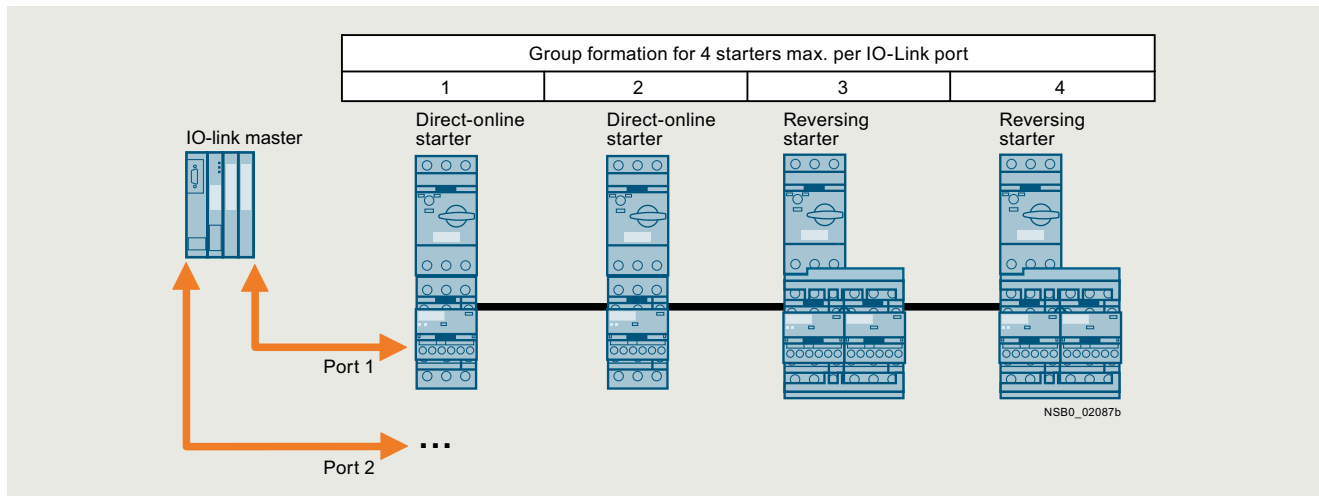 Group formation for 4 starters max. per IO-Link port
1 2 3 4
Direct-online
starter
Direct-online
starter
Reversing
starter
Reversing
starter
IO-link master
Port 1
NSB0_02087b
...
Port 2